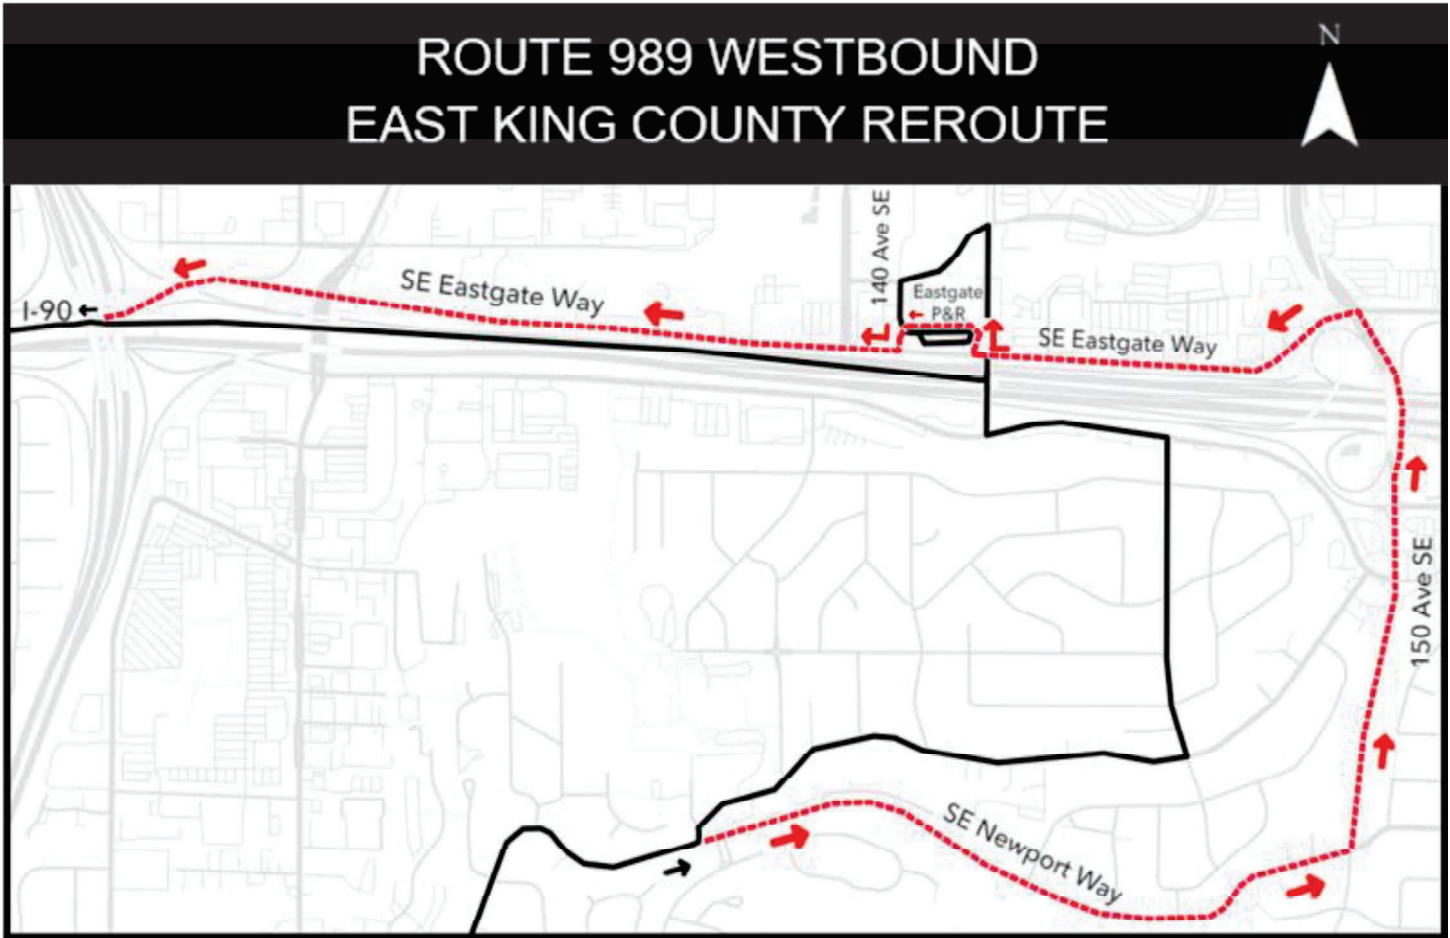 ROUTE 989 WESTBOUND
EAST KING COUNTY REROUTE
N
140 Ave SE
SE Eastgate Way
Eastgate
P&R
I-90
SE Eastgate Way
150 Ave SE
SE Newport Way